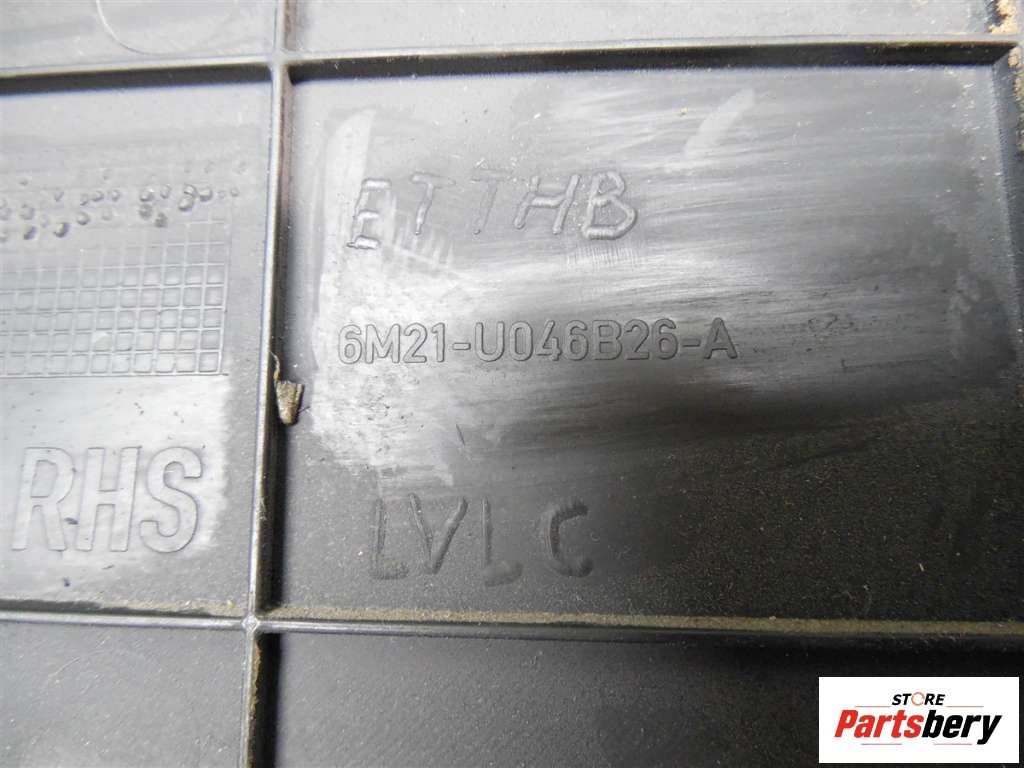 ETTHB
6M21-U046B26-A
RHS
LVLC
STORE
Partsbery